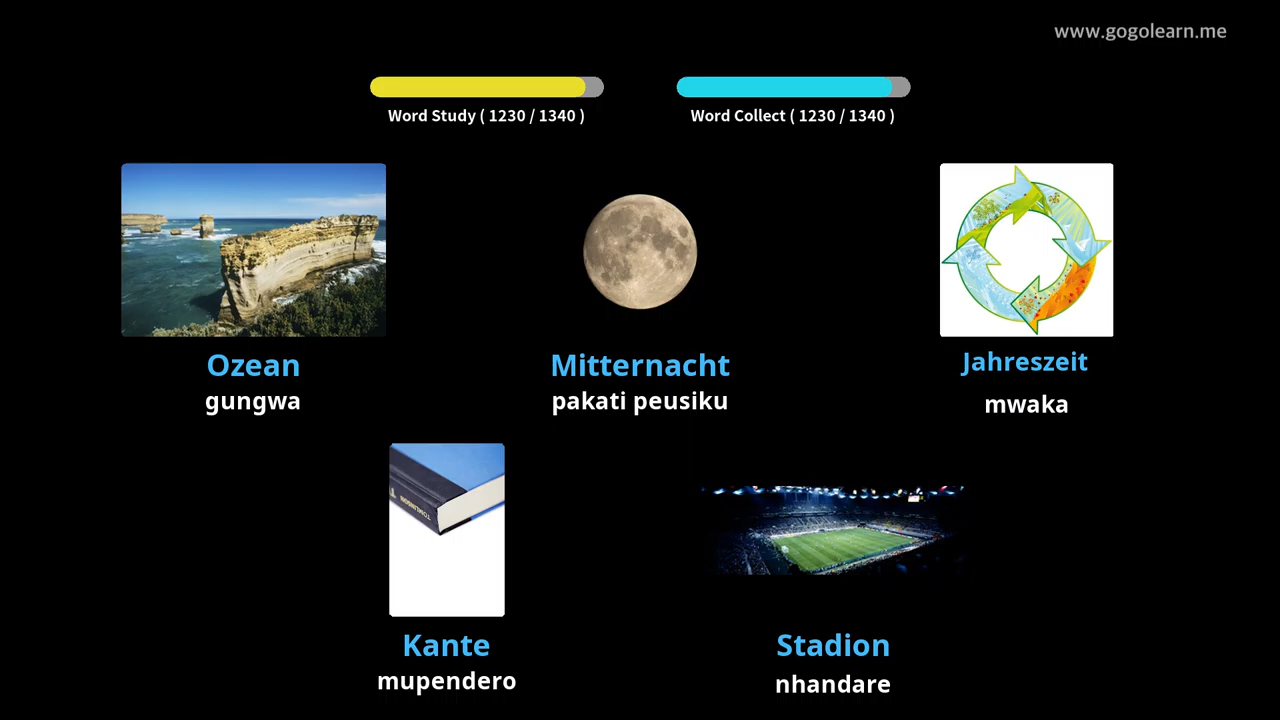 www.gogolearn.me
Word Study ( 1230 / 1340 )
Word Collect ( 1230 / 1340 )
Ozean
gungwa
Mitternacht
pakati peusiku
Jahreszeit
mwaka
TOMLINSON
Kante
mupendero
Stadion
nhandare